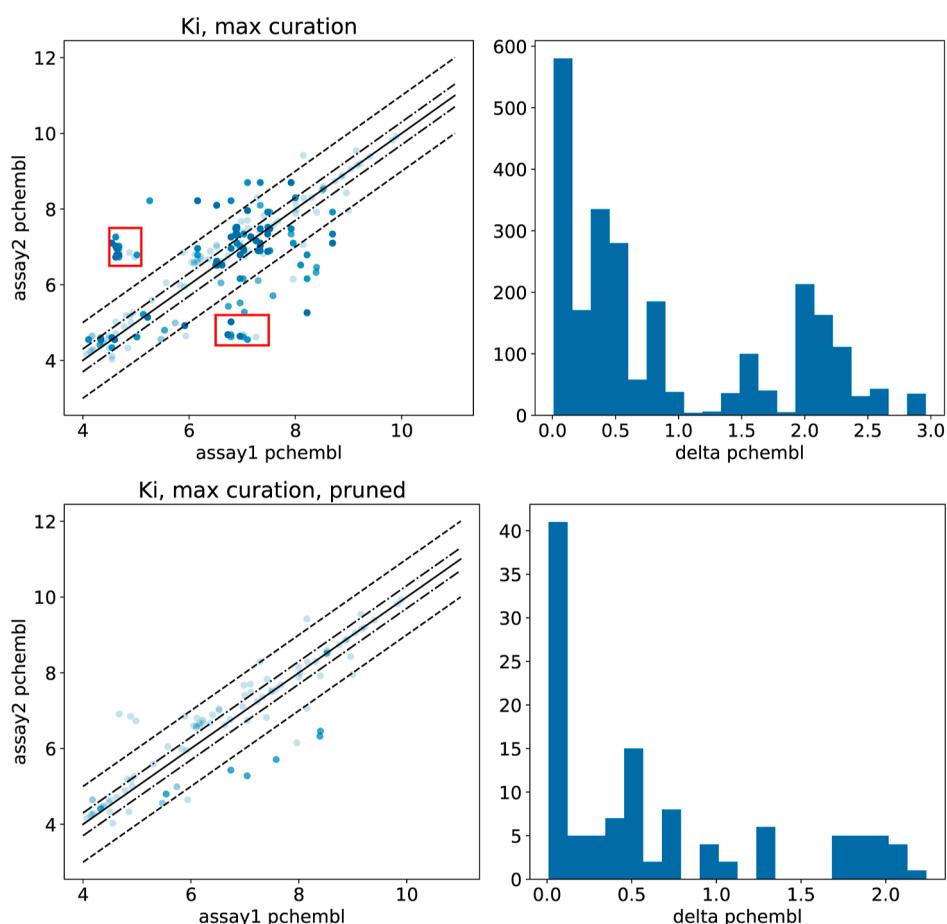 Ki, max curation
12
10
8
6
4
assay2 pchembl
4 6 8 10
assay1 pchembl
600
500
400
300
200
100
0
0.0 0.5 1.0 1.5 2.0 2.5 3.0
delta pchembl
Ki, max curation, pruned
12
10
8
6
4
assay2 pchembl
4 6 8 10
assay1 pchembl
40
35
30
25
20
15
10
5
0
0.0 0.5 1.0 1.5 2.0
delta pchembl